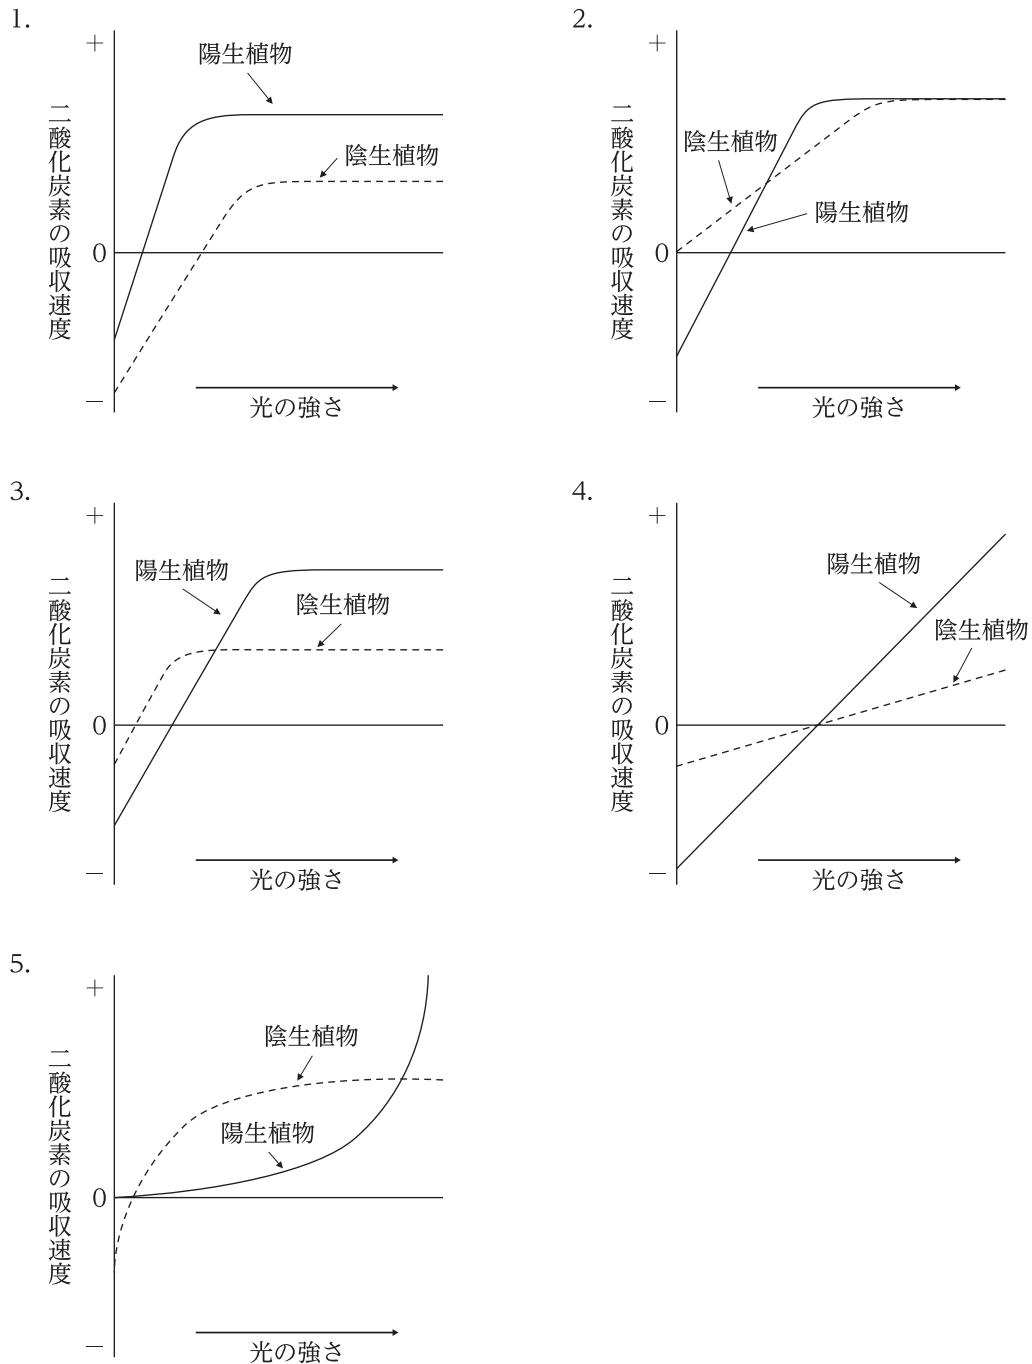 1.
+
陽生植物
陰生植物
二酸化炭素の吸収速度
0
−
光の強さ
2.
+
陰生植物
陽生植物
二酸化炭素の吸収速度
0
−
光の強さ
3.
+
陽生植物
陰生植物
二酸化炭素の吸収速度
0
−
光の強さ
4.
+
陽生植物
陰生植物
二酸化炭素の吸収速度
0
−
光の強さ
5.
+
陰生植物
陽生植物
二酸化炭素の吸収速度
0
−
光の強さ